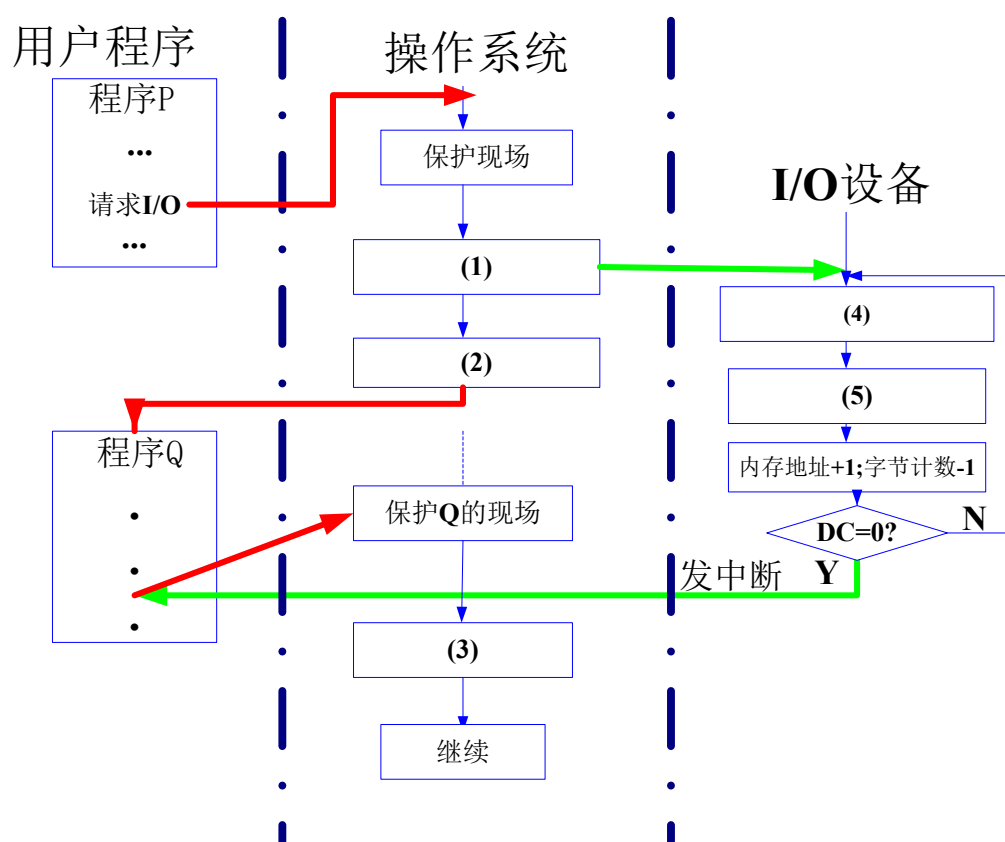 用户程序
程序P
...
请求I/O
...
程序Q
操作系统
保护现场
(1)
(2)
保护Q的现场
(3)
继续
I/O设备
(4)
(5)
内存地址+1;字节计数-1
DC=0?
N
Y
发中断